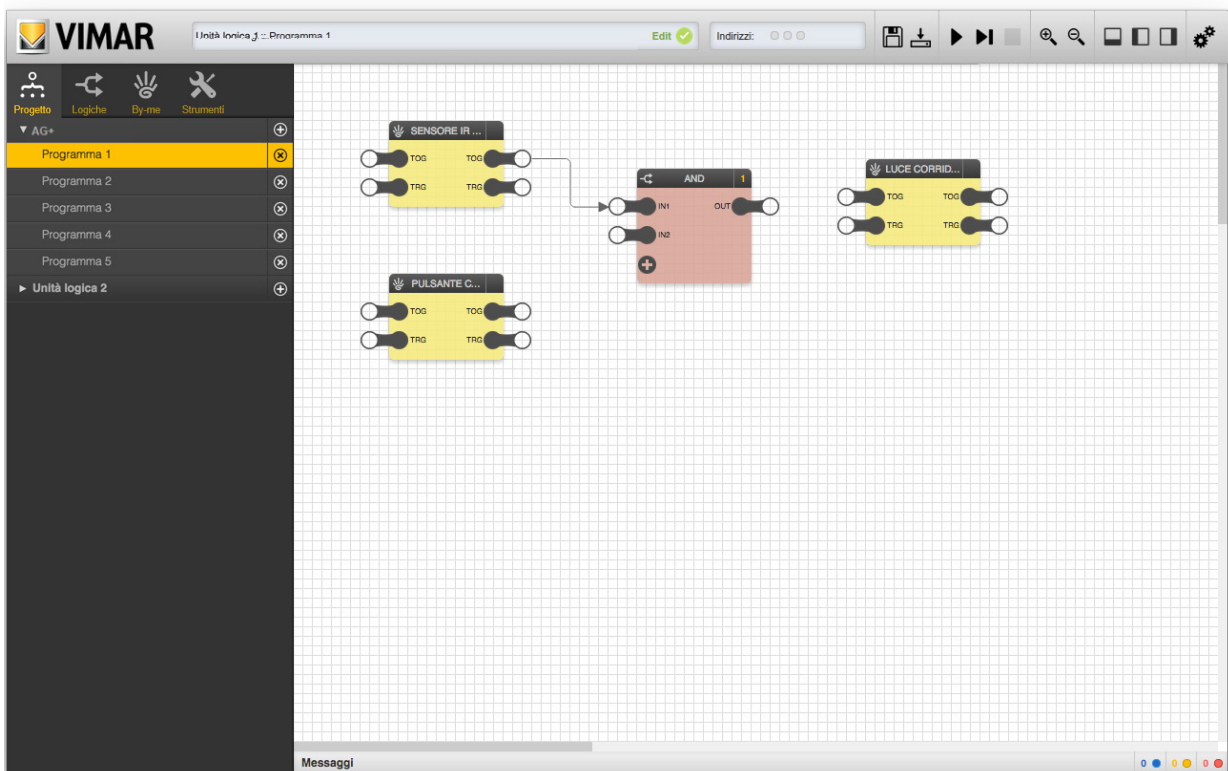 VIMAR
Unità logica 1 :: Programma 1
Edit
Indirizzi:
Progetto
Logiche
By-me
Strumenti
AG+
Programma 1
Programma 2
Programma 3
Programma 4
Programma 5
Unità logica 2
SENSORE IR ...
TOG TOG
TRG TRG
AND 1
IN1 OUT
IN2
LUCE CORRID...
TOG TOG
TRG TRG
PULSANTE C...
TOG TOG
TRG TRG
Messaggi
0 0 0